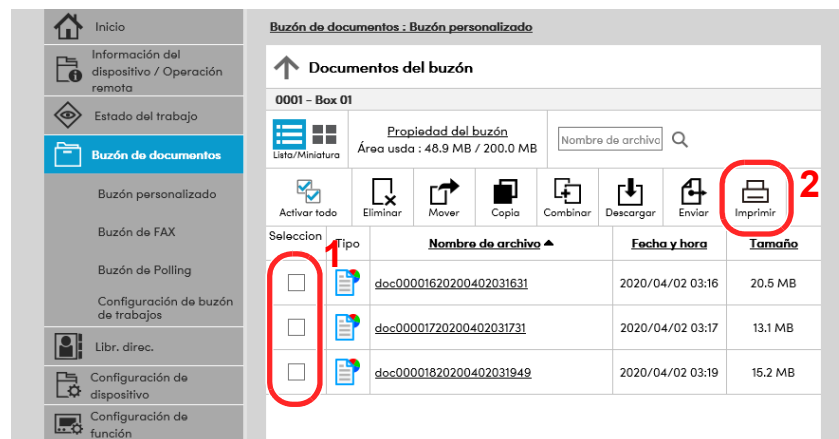 Inicio
Información del
dispositivo / Operación
remota
Estado del trabajo
Buzón de documentos
Buzón personalizado
Buzón de FAX
Buzón de Polling
Configuración de buzón
de trabajos
Libr. direc.
Configuración de
dispositivo
Configuración de
función
Buzón de documentos : Buzón personalizado
Documentos del buzón
0001 - Box 01
Lista/Miniatura
Propiedad del buzón
Área usda : 48.9 MB / 200.0 MB
Nombre de archivo
Activar todo Eliminar Mover Copia Combinar Descargar Enviar Imprimir 2
Seleccion 1 Tipo Nombre de archivo Fecha y hora Tamaño
doc00001620200402031631 2020/04/02 03:16 20.5 MB
doc00001720200402031731 2020/04/02 03:17 13.1 MB
doc00001820200402031949 2020/04/02 03:19 15.2 MB